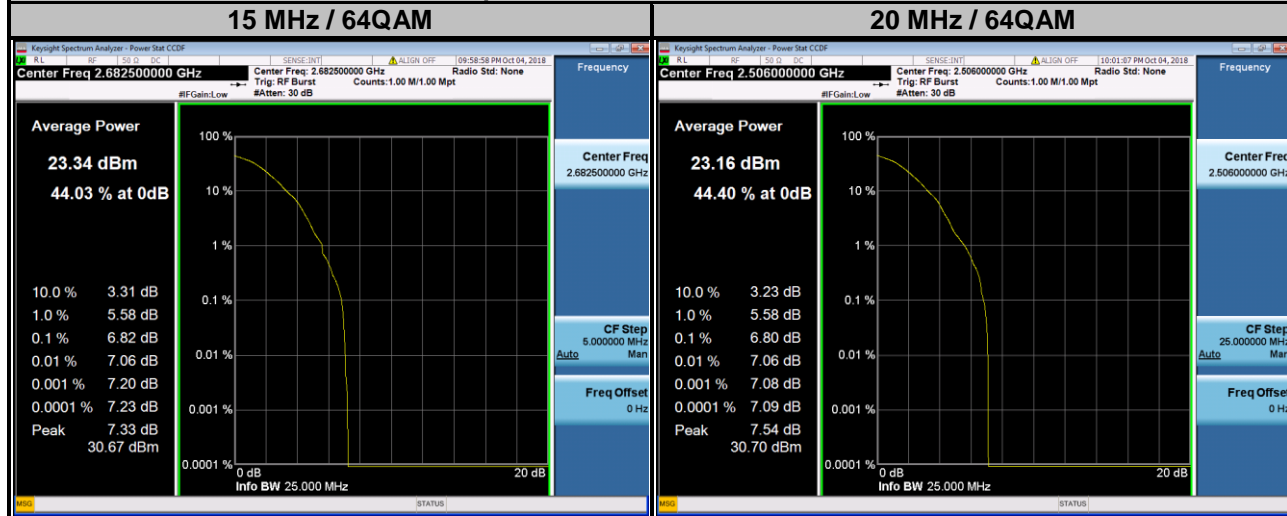 15 MHz / 64QAM
Keysight Spectrum Analyzer - Power Stat CCDF
RL RF 50 Ω DC SENSE:INT ALIGN OFF 09:58:58 PM Oct 04, 2018
Center Freq 2.682500000 GHz
Center Freq: 2.682500000 GHz Radio Std: None
Trig: RF Burst Counts:1.00 M/1.00 Mpt
#IFGain:Low #Atten: 30 dB
Frequency
Average Power
23.34 dBm
44.03 % at 0dB
10.0 % 3.31 dB
1.0 % 5.58 dB
0.1 % 6.82 dB
0.01 % 7.06 dB
0.001 % 7.20 dB
0.0001 % 7.23 dB
Peak 7.33 dB
30.67 dBm
100 %
10 %
1 %
0.1 %
0.01 %
0.001 %
0.0001 %
0 dB 20 dB
Info BW 25.000 MHz
Center Freq
2.682500000 GHz
CF Step
5.000000 MHz
Auto Man
Freq Offset
0 Hz
MSG STATUS
20 MHz / 64QAM
Keysight Spectrum Analyzer - Power Stat CCDF
RL RF 50 Ω DC SENSE:INT ALIGN OFF 10:01:07 PM Oct 04, 2018
Center Freq 2.506000000 GHz
Center Freq: 2.506000000 GHz Radio Std: None
Trig: RF Burst Counts:1.00 M/1.00 Mpt
#IFGain:Low #Atten: 30 dB
Frequency
Average Power
23.16 dBm
44.40 % at 0dB
10.0 % 3.23 dB
1.0 % 5.58 dB
0.1 % 6.80 dB
0.01 % 7.06 dB
0.001 % 7.08 dB
0.0001 % 7.09 dB
Peak 7.54 dB
30.70 dBm
100 %
10 %
1 %
0.1 %
0.01 %
0.001 %
0.0001 %
0 dB 20 dB
Info BW 25.000 MHz
Center Freq
2.506000000 GHz
CF Step
25.000000 MHz
Auto Man
Freq Offset
0 Hz
MSG STATUS